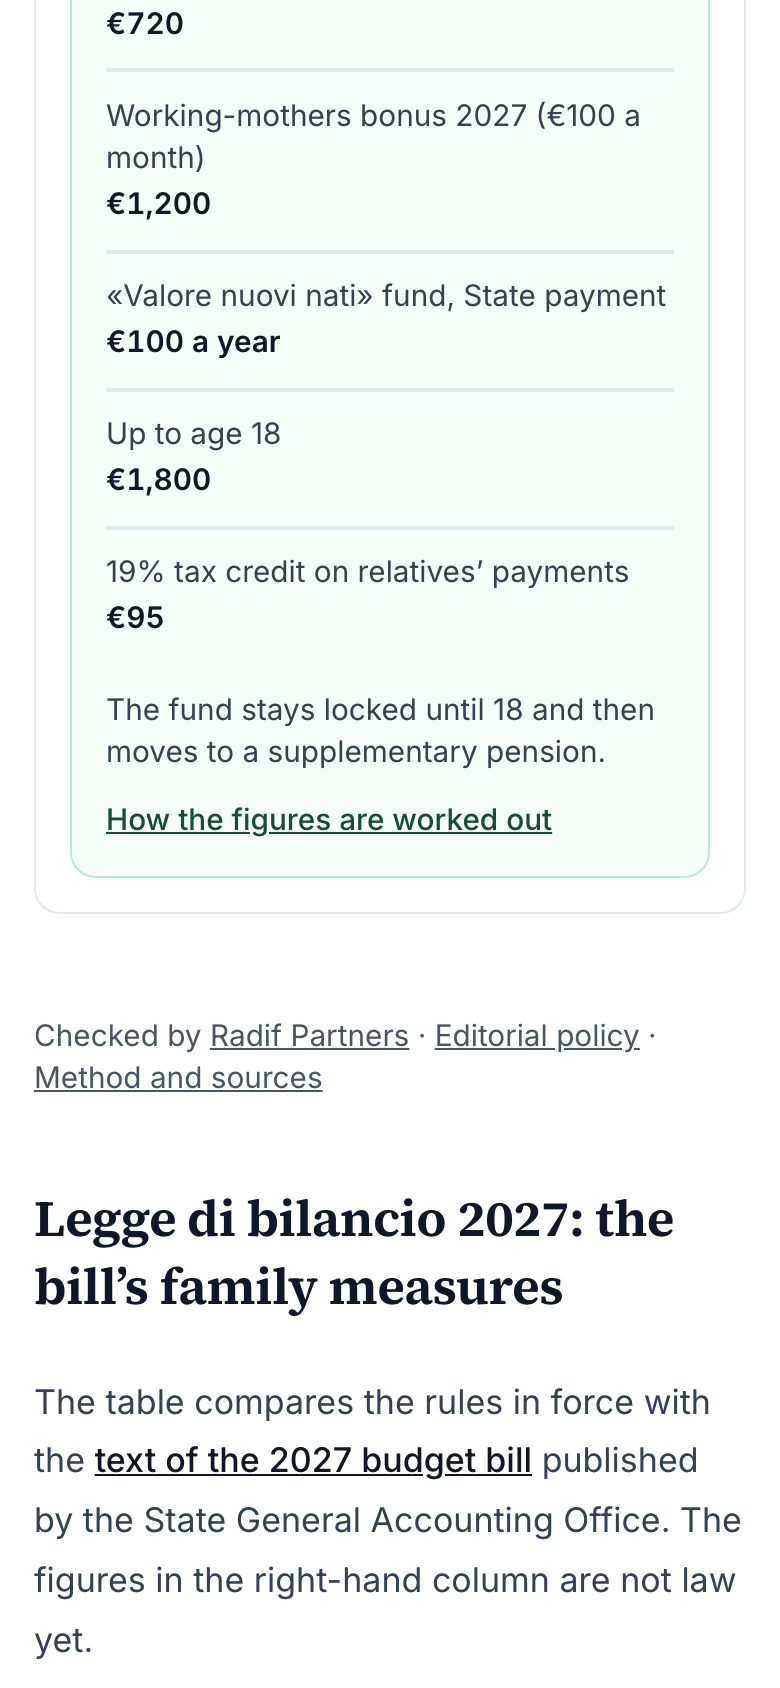 €720
Working-mothers bonus 2027 (€100 a
month)
€1,200
«Valore nuovi nati» fund, State payment
€100 a year
Up to age 18
€1,800
19% tax credit on relatives’ payments
€95
The fund stays locked until 18 and then
moves to a supplementary pension.
How the figures are worked out
Checked by Radif Partners · Editorial policy ·
Method and sources
Legge di bilancio 2027: the
bill’s family measures
The table compares the rules in force with
the text of the 2027 budget bill published
by the State General Accounting Office. The
figures in the right-hand column are not law
yet.